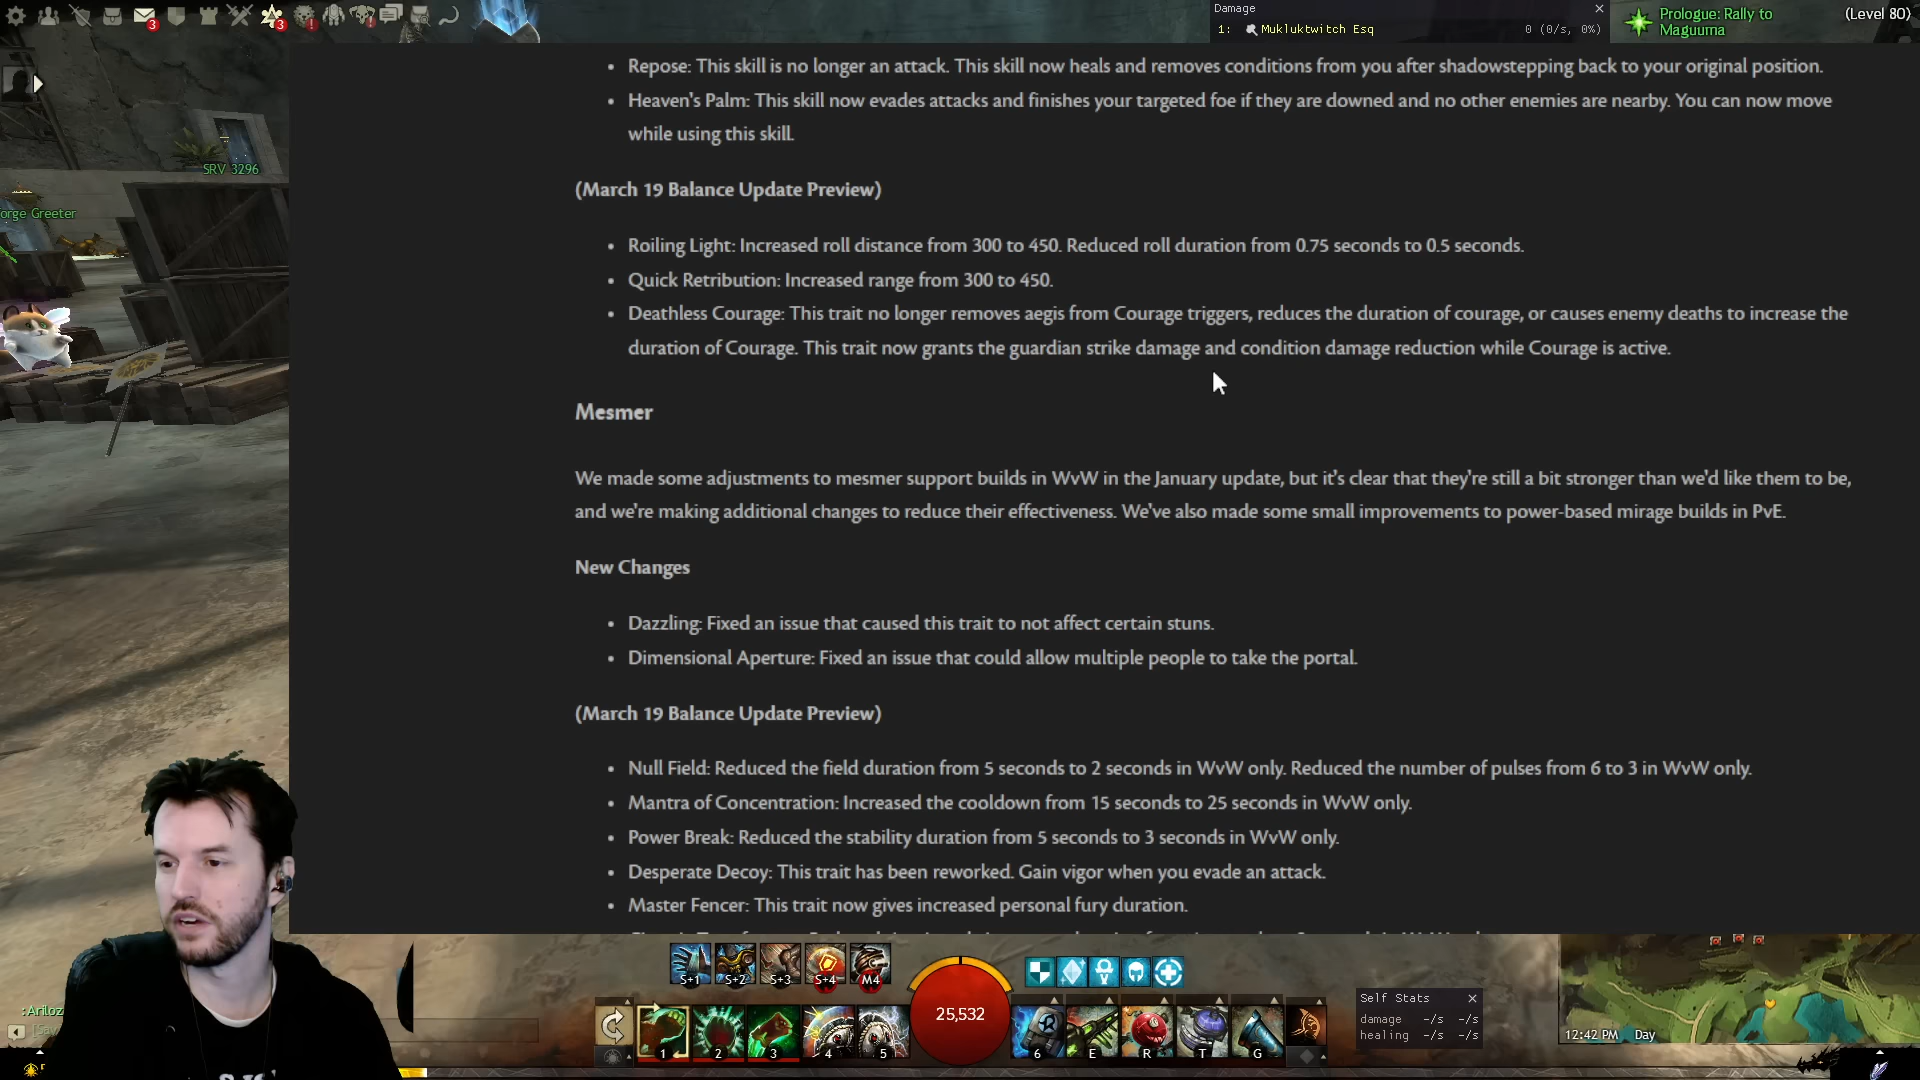 Damage
1: Mukluktwitch Esq 0 (0/s, 0%)
Prologue: Rally to
Maguuma
(Level 80)
3
3
• Repose: This skill is no longer an attack. This skill now heals and removes conditions from you after shadowstepping back to your original position.
• Heaven's Palm: This skill now evades attacks and finishes your targeted foe if they are downed and no other enemies are nearby. You can now move
while using this skill.
SRV 3296
orge Greeter
(March 19 Balance Update Preview)
• Roiling Light: Increased roll distance from 300 to 450. Reduced roll duration from 0.75 seconds to 0.5 seconds.
• Quick Retribution: Increased range from 300 to 450.
• Deathless Courage: This trait no longer removes aegis from Courage triggers, reduces the duration of courage, or causes enemy deaths to increase the
duration of Courage. This trait now grants the guardian strike damage and condition damage reduction while Courage is active.
Mesmer
We made some adjustments to mesmer support builds in WvW in the January update, but it's clear that they're still a bit stronger than we'd like them to be,
and we're making additional changes to reduce their effectiveness. We've also made some small improvements to power-based mirage builds in PvE.
New Changes
• Dazzling: Fixed an issue that caused this trait to not affect certain stuns.
• Dimensional Aperture: Fixed an issue that could allow multiple people to take the portal.
(March 19 Balance Update Preview)
• Null Field: Reduced the field duration from 5 seconds to 2 seconds in WvW only. Reduced the number of pulses from 6 to 3 in WvW only.
• Mantra of Concentration: Increased the cooldown from 15 seconds to 25 seconds in WvW only.
• Power Break: Reduced the stability duration from 5 seconds to 3 seconds in WvW only.
• Desperate Decoy: This trait has been reworked. Gain vigor when you evade an attack.
• Master Fencer: This trait now gives increased personal fury duration.
S+1 S+2 S+3 S+4 M4
25,532
1 2 3 4 5 6 E R T G
Self Stats
damage -/s -/s
healing -/s -/s
12:42 PM Day
: Ariloz